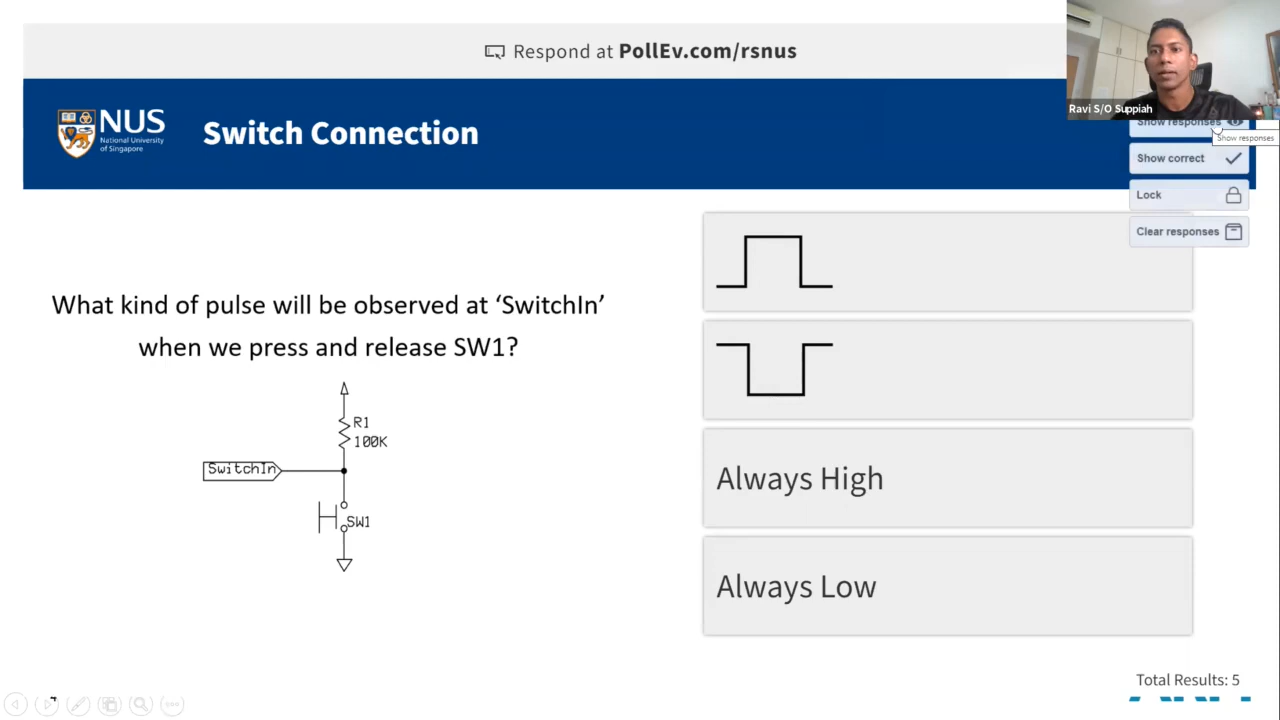 Respond at PollEv.com/rsnus
Ravi S/O Suppiah
NUS
National University
of Singapore
Switch Connection
Show responses
Show responses
Show correct
Lock
Clear responses
What kind of pulse will be observed at ‘SwitchIn’
when we press and release SW1?
R1
100K
SwitchIn
SW1
Always High
Always Low
Total Results: 5